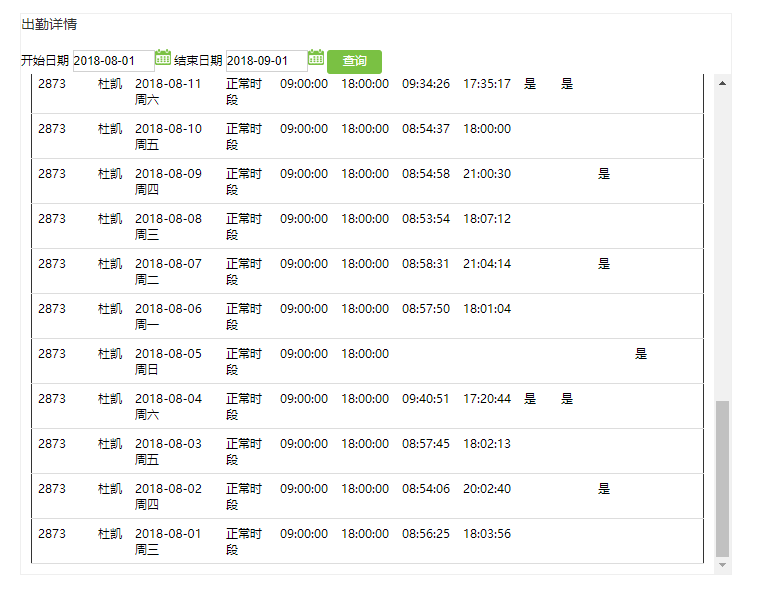 出勤详情
开始日期 2018-08-01 结束日期 2018-09-01 查询
2873 杜凯 2018-08-11 正常时 09:00:00 18:00:00 09:34:26 17:35:17 是 是
周六 段
2873 杜凯 2018-08-10 正常时 09:00:00 18:00:00 08:54:37 18:00:00
周五 段
2873 杜凯 2018-08-09 正常时 09:00:00 18:00:00 08:54:58 21:00:30 是
周四 段
2873 杜凯 2018-08-08 正常时 09:00:00 18:00:00 08:53:54 18:07:12
周三 段
2873 杜凯 2018-08-07 正常时 09:00:00 18:00:00 08:58:31 21:04:14 是
周二 段
2873 杜凯 2018-08-06 正常时 09:00:00 18:00:00 08:57:50 18:01:04
周一 段
2873 杜凯 2018-08-05 正常时 09:00:00 18:00:00 是
周日 段
2873 杜凯 2018-08-04 正常时 09:00:00 18:00:00 09:40:51 17:20:44 是 是
周六 段
2873 杜凯 2018-08-03 正常时 09:00:00 18:00:00 08:57:45 18:02:13
周五 段
2873 杜凯 2018-08-02 正常时 09:00:00 18:00:00 08:54:06 20:02:40 是
周四 段
2873 杜凯 2018-08-01 正常时 09:00:00 18:00:00 08:56:25 18:03:56
周三 段